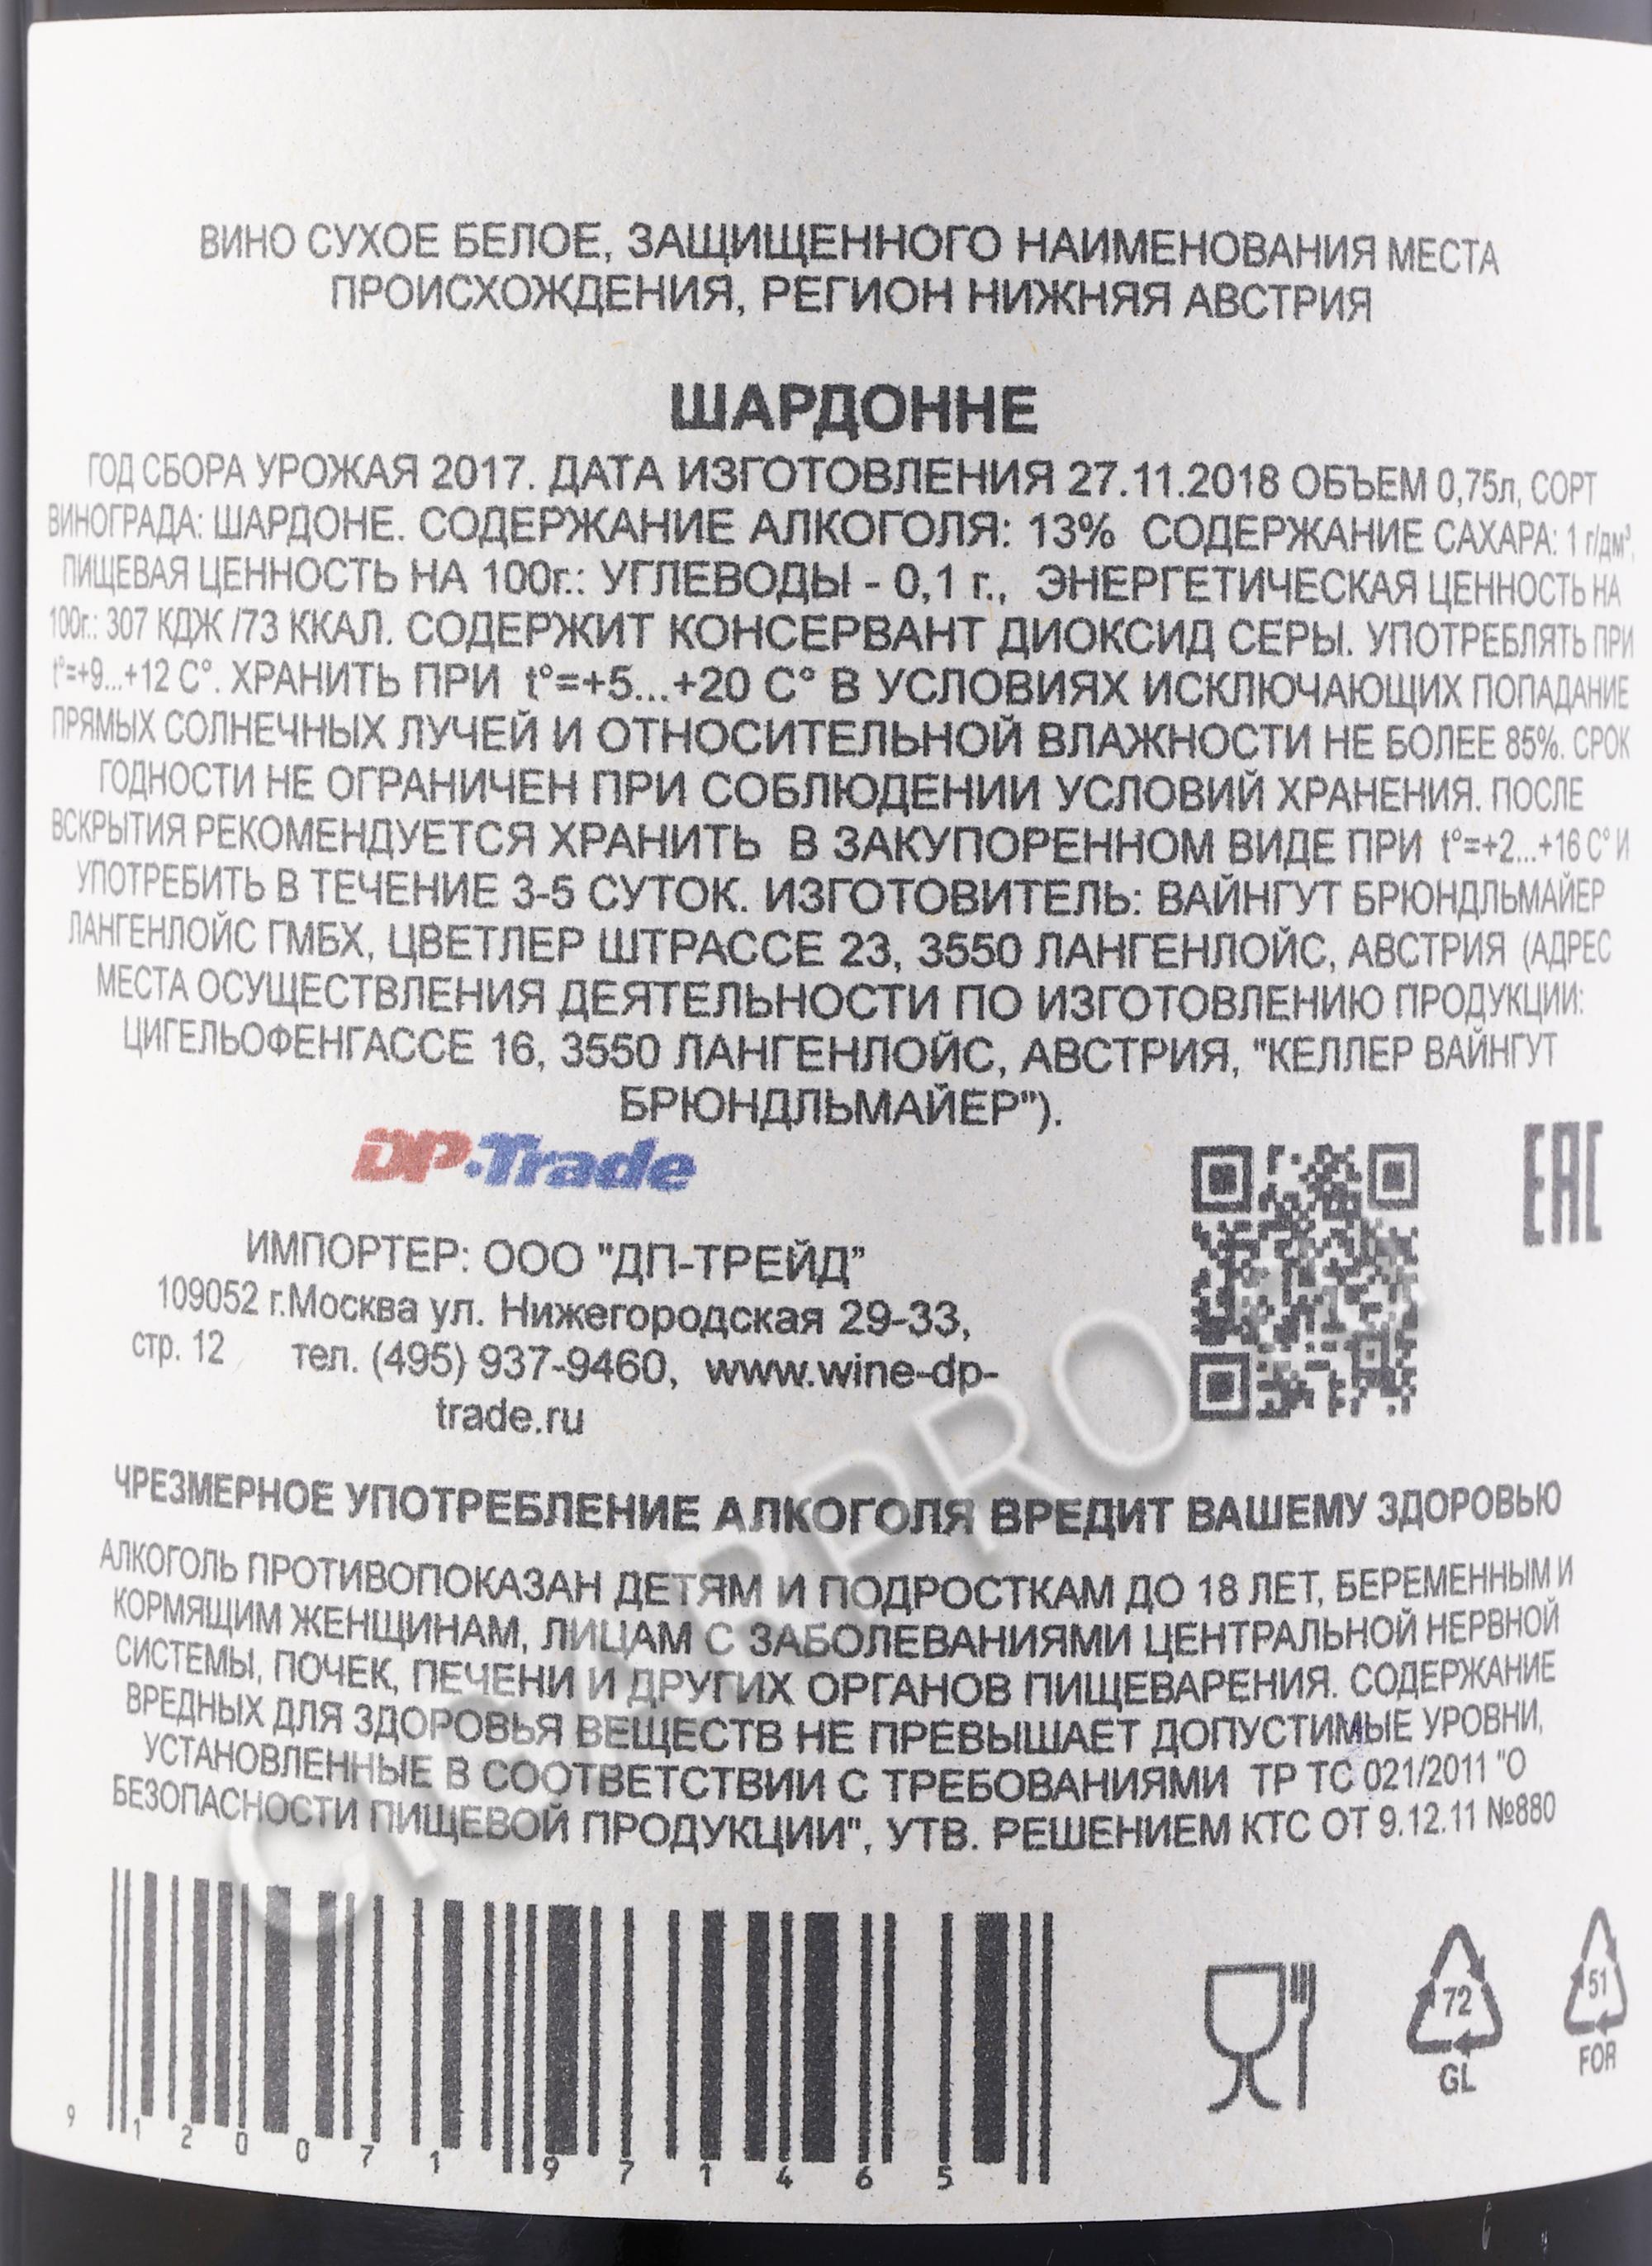 ВИНО СУХОЕ БЕЛОЕ, ЗАЩИЩЕННОГО НАИМЕНОВАНИЯ МЕСТА
ПРОИСХОЖДЕНИЯ, РЕГИОН НИЖНЯЯ АВСТРИЯ
ШАРДОННЕ
ГОД СБОРА УРОЖАЯ 2017. ДАТА ИЗГОТОВЛЕНИЯ 27.11.2018 ОБЪЕМ 0,75л, СОРТ
ВИНОГРАДА: ШАРДОНЕ. СОДЕРЖАНИЕ АЛКОГОЛЯ: 13% СОДЕРЖАНИЕ САХАРА: 1 г/дм³,
ПИЩЕВАЯ ЦЕННОСТЬ НА 100г.: УГЛЕВОДЫ - 0,1 г., ЭНЕРГЕТИЧЕСКАЯ ЦЕННОСТЬ НА
100г.: 307 КДЖ /73 ККАЛ. СОДЕРЖИТ КОНСЕРВАНТ ДИОКСИД СЕРЫ. УПОТРЕБЛЯТЬ ПРИ
t°=+9...+12 C°. ХРАНИТЬ ПРИ t°=+5...+20 C° В УСЛОВИЯХ ИСКЛЮЧАЮЩИХ ПОПАДАНИЕ
ПРЯМЫХ СОЛНЕЧНЫХ ЛУЧЕЙ И ОТНОСИТЕЛЬНОЙ ВЛАЖНОСТИ НЕ БОЛЕЕ 85%. СРОК
ГОДНОСТИ НЕ ОГРАНИЧЕН ПРИ СОБЛЮДЕНИИ УСЛОВИЙ ХРАНЕНИЯ. ПОСЛЕ
ВСКРЫТИЯ РЕКОМЕНДУЕТСЯ ХРАНИТЬ В ЗАКУПОРЕННОМ ВИДЕ ПРИ t°=+2...+16 C° И
УПОТРЕБИТЬ В ТЕЧЕНИЕ 3-5 СУТОК. ИЗГОТОВИТЕЛЬ: ВАЙНГУТ БРЮНДЛЬМАЙЕР
ЛАНГЕНЛОЙС ГМБХ, ЦВЕТЛЕР ШТРАССЕ 23, 3550 ЛАНГЕНЛОЙС, АВСТРИЯ (АДРЕС
МЕСТА ОСУЩЕСТВЛЕНИЯ ДЕЯТЕЛЬНОСТИ ПО ИЗГОТОВЛЕНИЮ ПРОДУКЦИИ:
ЦИГЕЛЬОФЕНГАССЕ 16, 3550 ЛАНГЕНЛОЙС, АВСТРИЯ, "КЕЛЛЕР ВАЙНГУТ
БРЮНДЛЬМАЙЕР").
DP-Trade
EAC
ИМПОРТЕР: ООО "ДП-ТРЕЙД”
109052 г.Москва ул. Нижегородская 29-33,
стр. 12 тел. (495) 937-9460, www.wine-dp-
trade.ru
CIGARPRO
ЧРЕЗМЕРНОЕ УПОТРЕБЛЕНИЕ АЛКОГОЛЯ ВРЕДИТ ВАШЕМУ ЗДОРОВЬЮ
АЛКОГОЛЬ ПРОТИВОПОКАЗАН ДЕТЯМ И ПОДРОСТКАМ ДО 18 ЛЕТ, БЕРЕМЕННЫМ И
КОРМЯЩИМ ЖЕНЩИНАМ, ЛИЦАМ С ЗАБОЛЕВАНИЯМИ ЦЕНТРАЛЬНОЙ НЕРВНОЙ
СИСТЕМЫ, ПОЧЕК, ПЕЧЕНИ И ДРУГИХ ОРГАНОВ ПИЩЕВАРЕНИЯ. СОДЕРЖАНИЕ
ВРЕДНЫХ ДЛЯ ЗДОРОВЬЯ ВЕЩЕСТВ НЕ ПРЕВЫШАЕТ ДОПУСТИМЫЕ УРОВНИ,
УСТАНОВЛЕННЫЕ В СООТВЕТСТВИИ С ТРЕБОВАНИЯМИ ТР ТС 021/2011 "О
БЕЗОПАСНОСТИ ПИЩЕВОЙ ПРОДУКЦИИ", УТВ. РЕШЕНИЕМ КТС ОТ 9.12.11 №880
9 120071 971465
72
GL
51
FOR